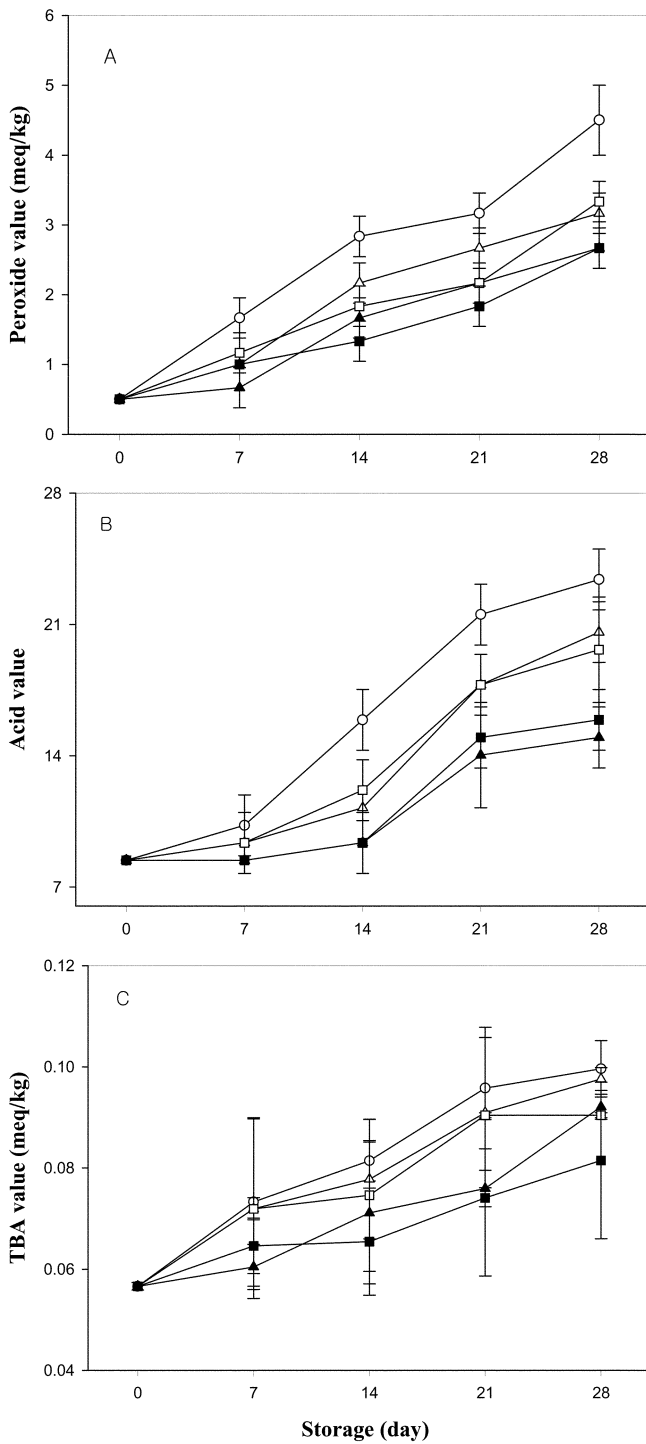 A
Peroxide value (meq/kg)
6
5
4
3
2
1
0
0 7 14 21 28
B
Acid value
28
21
14
7
0 7 14 21 28
C
TBA value (meq/kg)
0.12
0.10
0.08
0.06
0.04
0 7 14 21 28
Storage (day)